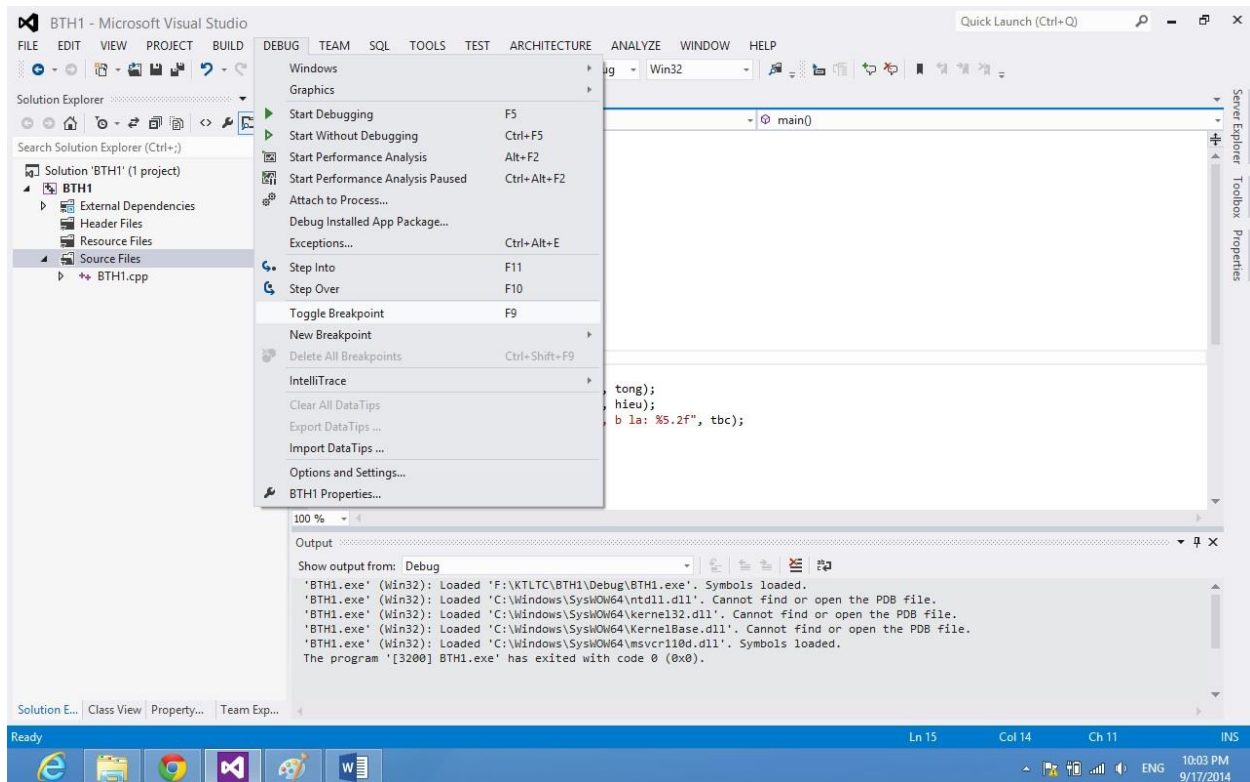 BTH1 - Microsoft Visual Studio
Quick Launch (Ctrl+Q)
FILE EDIT VIEW PROJECT BUILD DEBUG TEAM SQL TOOLS TEST ARCHITECTURE ANALYZE WINDOW HELP
Win32
Solution Explorer
Search Solution Explorer (Ctrl+;)
Solution 'BTH1' (1 project)
BTH1
External Dependencies
Header Files
Resource Files
Source Files
BTH1.cpp
Windows
Graphics
Start Debugging F5
Start Without Debugging Ctrl+F5
Start Performance Analysis Alt+F2
Start Performance Analysis Paused Ctrl+Alt+F2
Attach to Process...
Debug Installed App Package...
Exceptions... Ctrl+Alt+E
Step Into F11
Step Over F10
Toggle Breakpoint F9
New Breakpoint
Delete All Breakpoints Ctrl+Shift+F9
IntelliTrace
Clear All DataTips
Export DataTips ...
Import DataTips ...
Options and Settings...
BTH1 Properties...
main()
, tong);
, hieu);
, b la: %5.2f", tbc);
Server Explorer
Toolbox
Properties
100 %
Output
Show output from: Debug
'BTH1.exe' (Win32): Loaded 'F:\KTLTC\BTH1\Debug\BTH1.exe'. Symbols loaded.
'BTH1.exe' (Win32): Loaded 'C:\Windows\SysWOW64\ntdll.dll'. Cannot find or open the PDB file.
'BTH1.exe' (Win32): Loaded 'C:\Windows\SysWOW64\kernel32.dll'. Cannot find or open the PDB file.
'BTH1.exe' (Win32): Loaded 'C:\Windows\SysWOW64\KernelBase.dll'. Cannot find or open the PDB file.
'BTH1.exe' (Win32): Loaded 'C:\Windows\SysWOW64\msvcr110d.dll'. Symbols loaded.
The program '[3200] BTH1.exe' has exited with code 0 (0x0).
Solution E... Class View Property... Team Exp...
Ready Ln 15 Col 14 Ch 11 INS
ENG 10:03 PM
9/17/2014